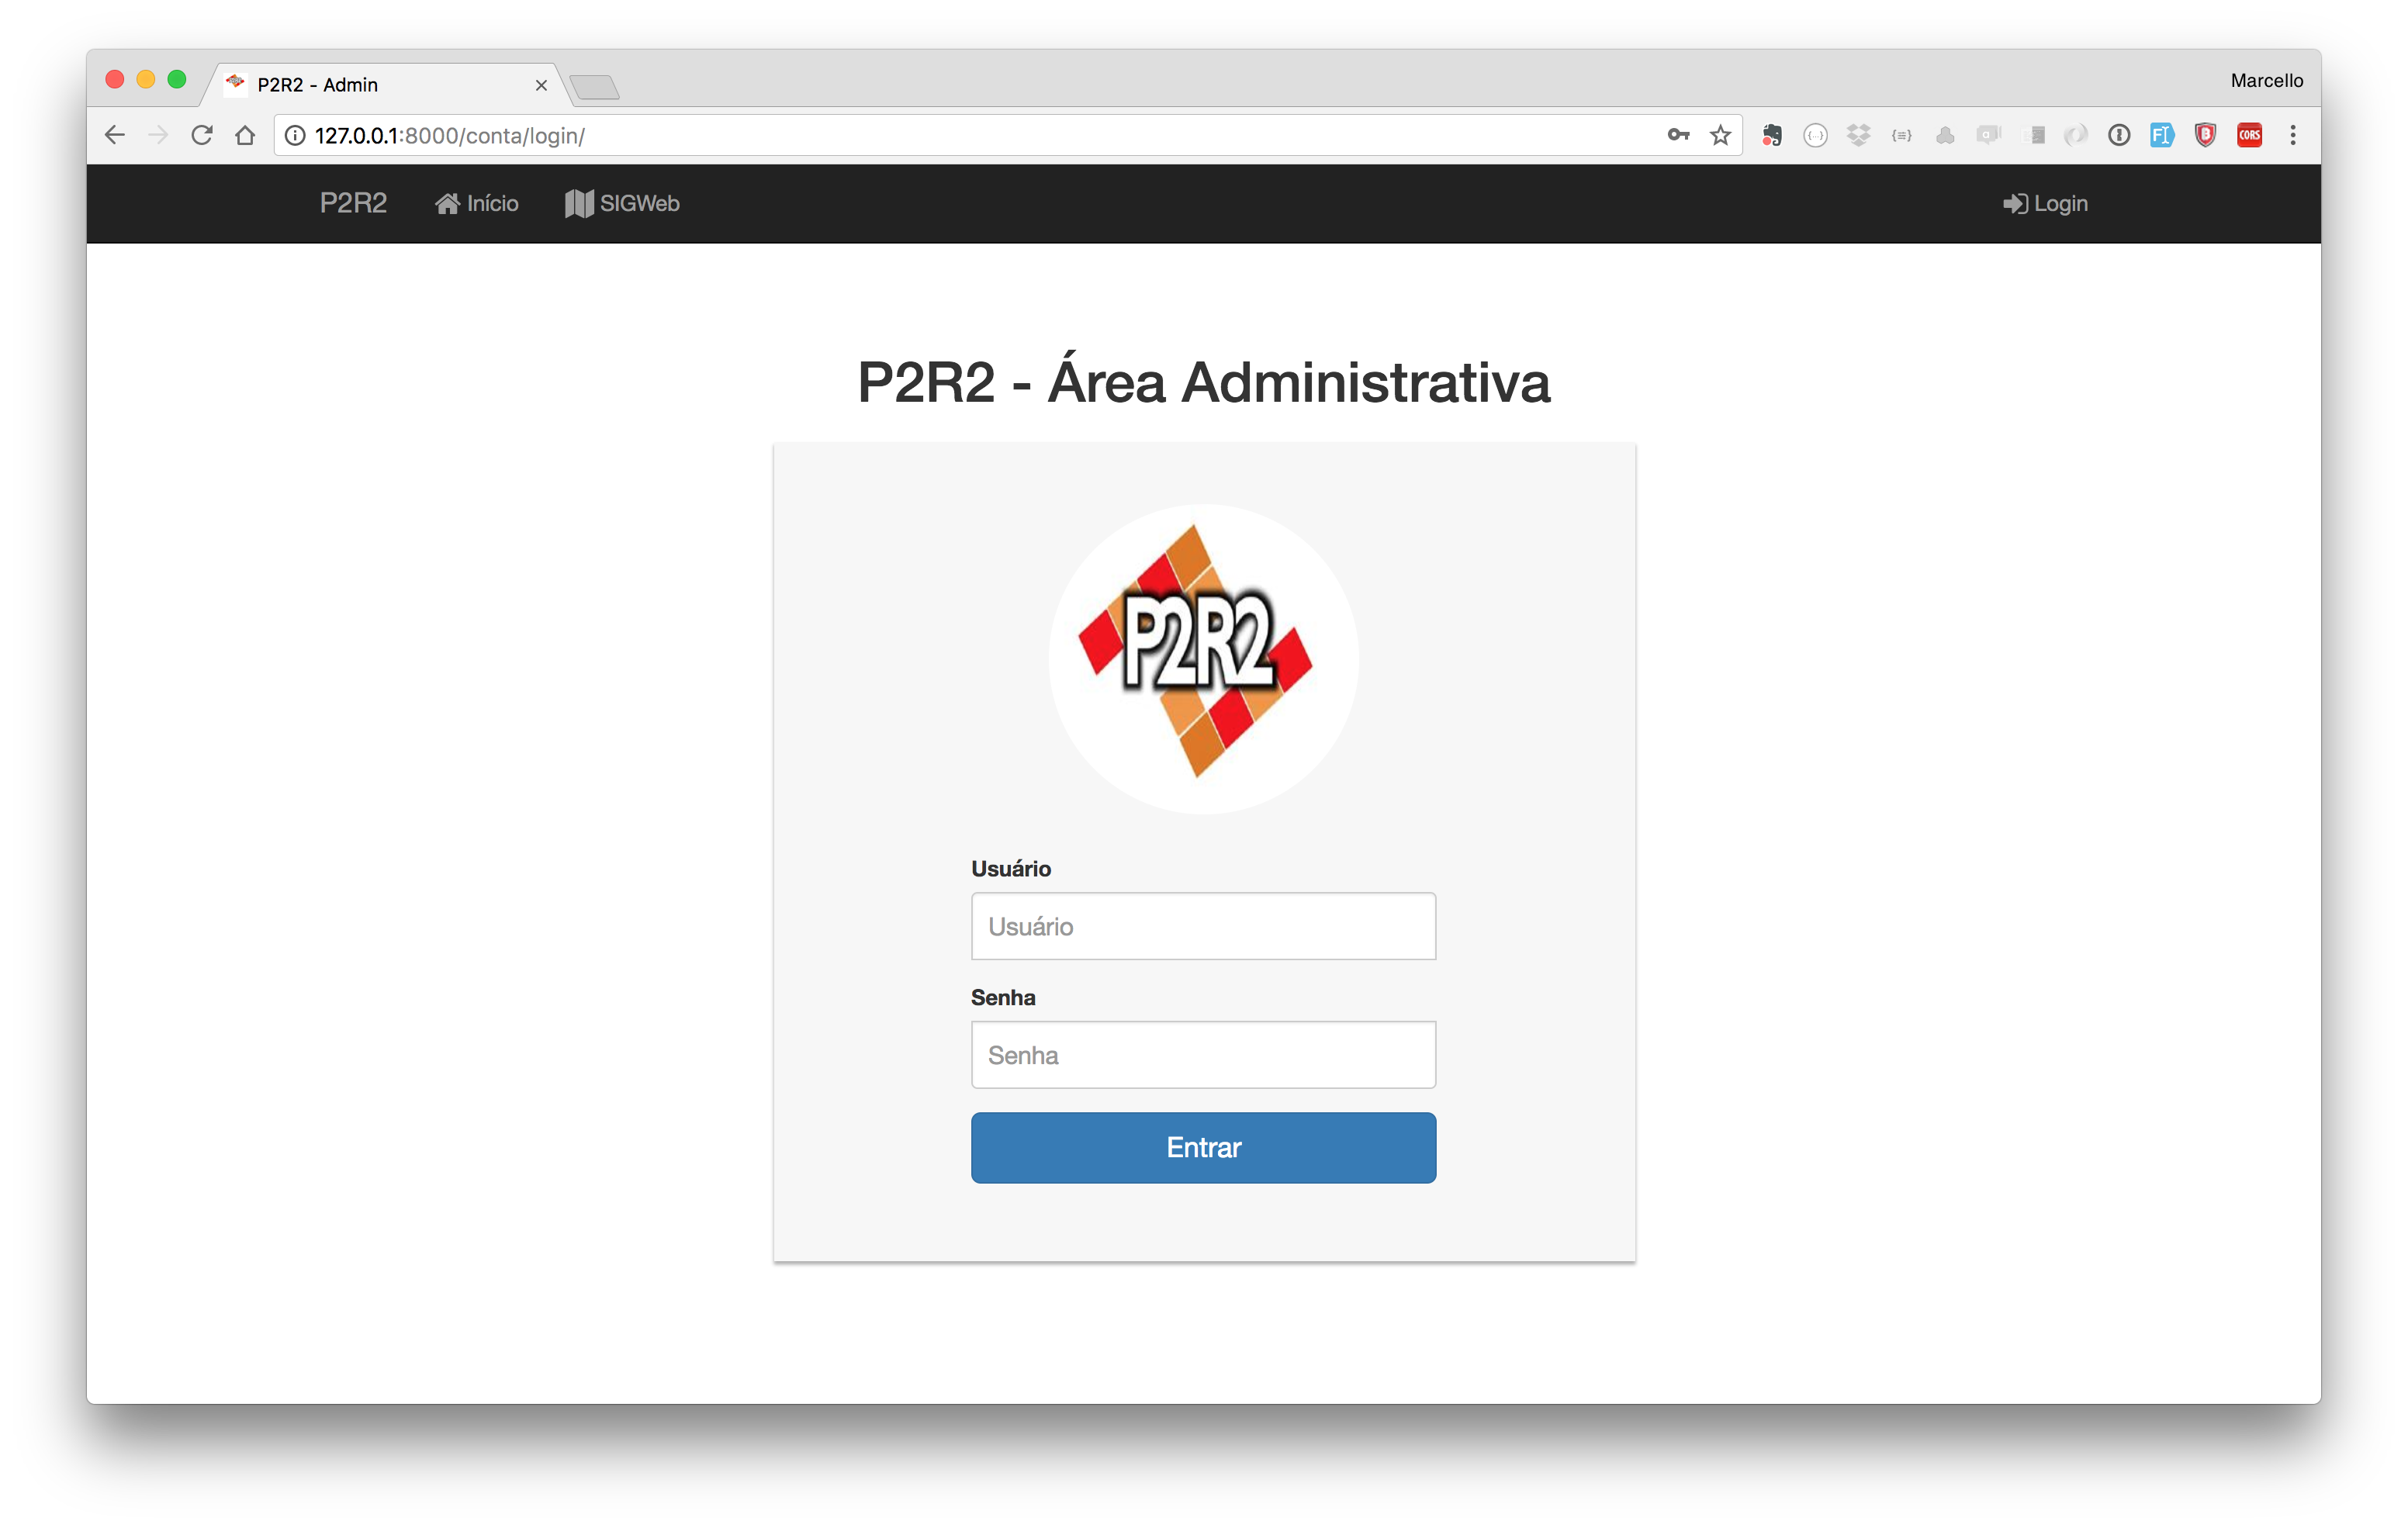 P2R2 - Admin
Marcello
127.0.0.1:8000/conta/login/
CORS
P2R2 Início SIGWeb Login
P2R2 - Área Administrativa
P2R2
Usuário
Usuário
Senha
Senha
Entrar